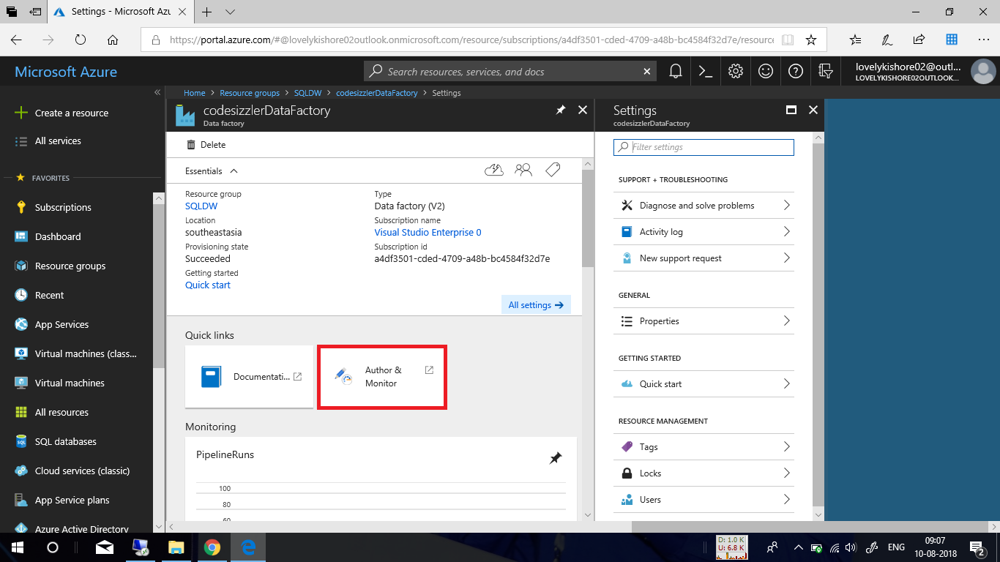 Settings - Microsoft Azu
https://portal.azure.com/#@lovelykishore02outlook.onmicrosoft.com/resource/subscriptions/a4df3501-cded-4709-a48b-bc4584f32d7e/resource
Microsoft Azure
Search resources, services, and docs
lovelykishore02@outl...
LOVELYKISHORE02OUTLOOK...
Home > Resource groups > SQLDW > codesizzlerDataFactory > Settings
Create a resource
All services
FAVORITES
Subscriptions
Dashboard
Resource groups
Recent
App Services
Virtual machines (class...
Virtual machines
All resources
SQL databases
Cloud services (classic)
App Service plans
Azure Active Directory
codesizzlerDataFactory
Data factory
Delete
Essentials
Resource group
SQLDW
Location
southeastasia
Provisioning state
Succeeded
Getting started
Quick start
Type
Data factory (V2)
Subscription name
Visual Studio Enterprise 0
Subscription id
a4df3501-cded-4709-a48b-bc4584f32d7e
All settings
Quick links
Documentati...
Author &
Monitor
Monitoring
PipelineRuns
100
80
60
Settings
codesizzlerDataFactory
Filter settings
SUPPORT + TROUBLESHOOTING
Diagnose and solve problems
Activity log
New support request
GENERAL
Properties
GETTING STARTED
Quick start
RESOURCE MANAGEMENT
Tags
Locks
Users
D: 1.0 K
U: 6.8 K
ENG
09:07
10-08-2018
2